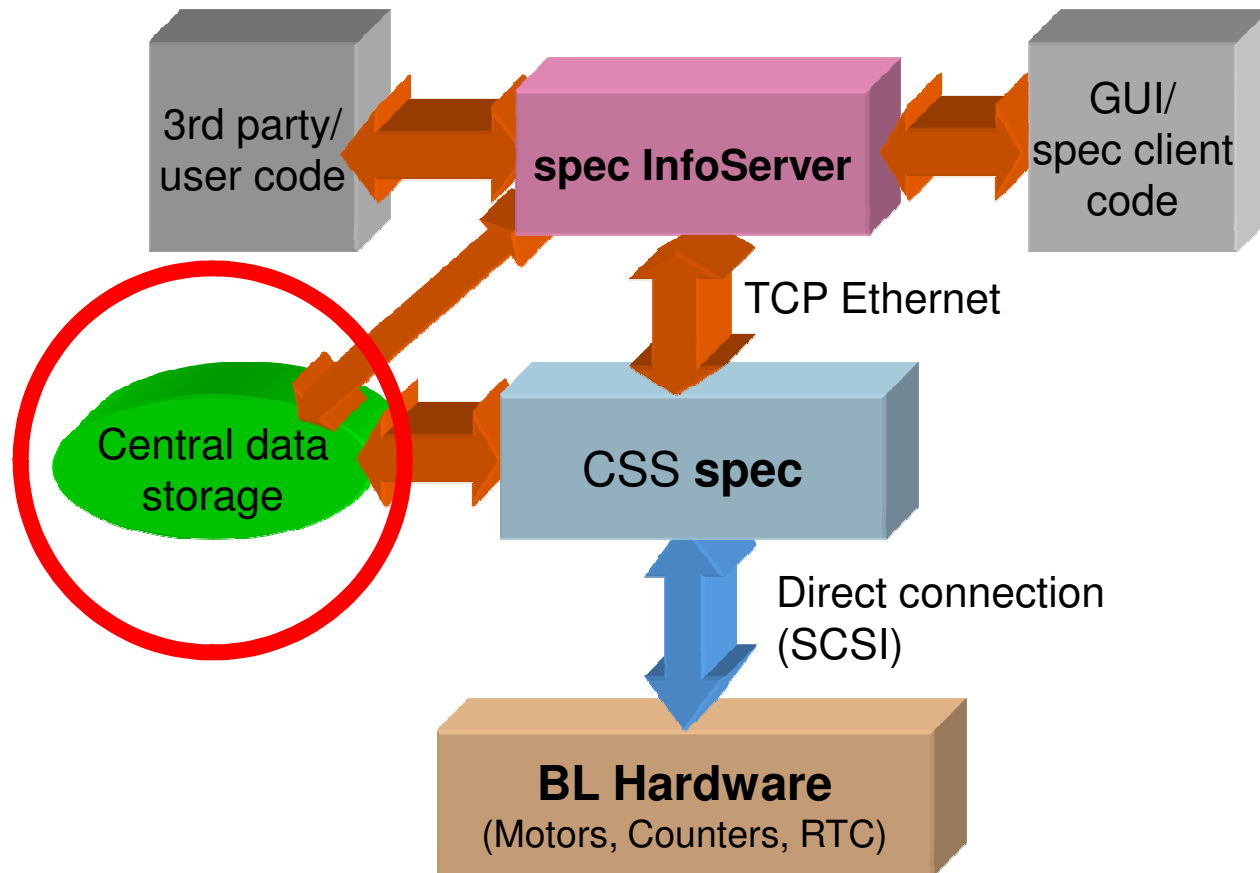 3rd party/
user code
spec InfoServer
GUI/
spec client
code
TCP Ethernet
Central data
storage
CSS spec
Direct connection
(SCSI)
BL Hardware
(Motors, Counters, RTC)